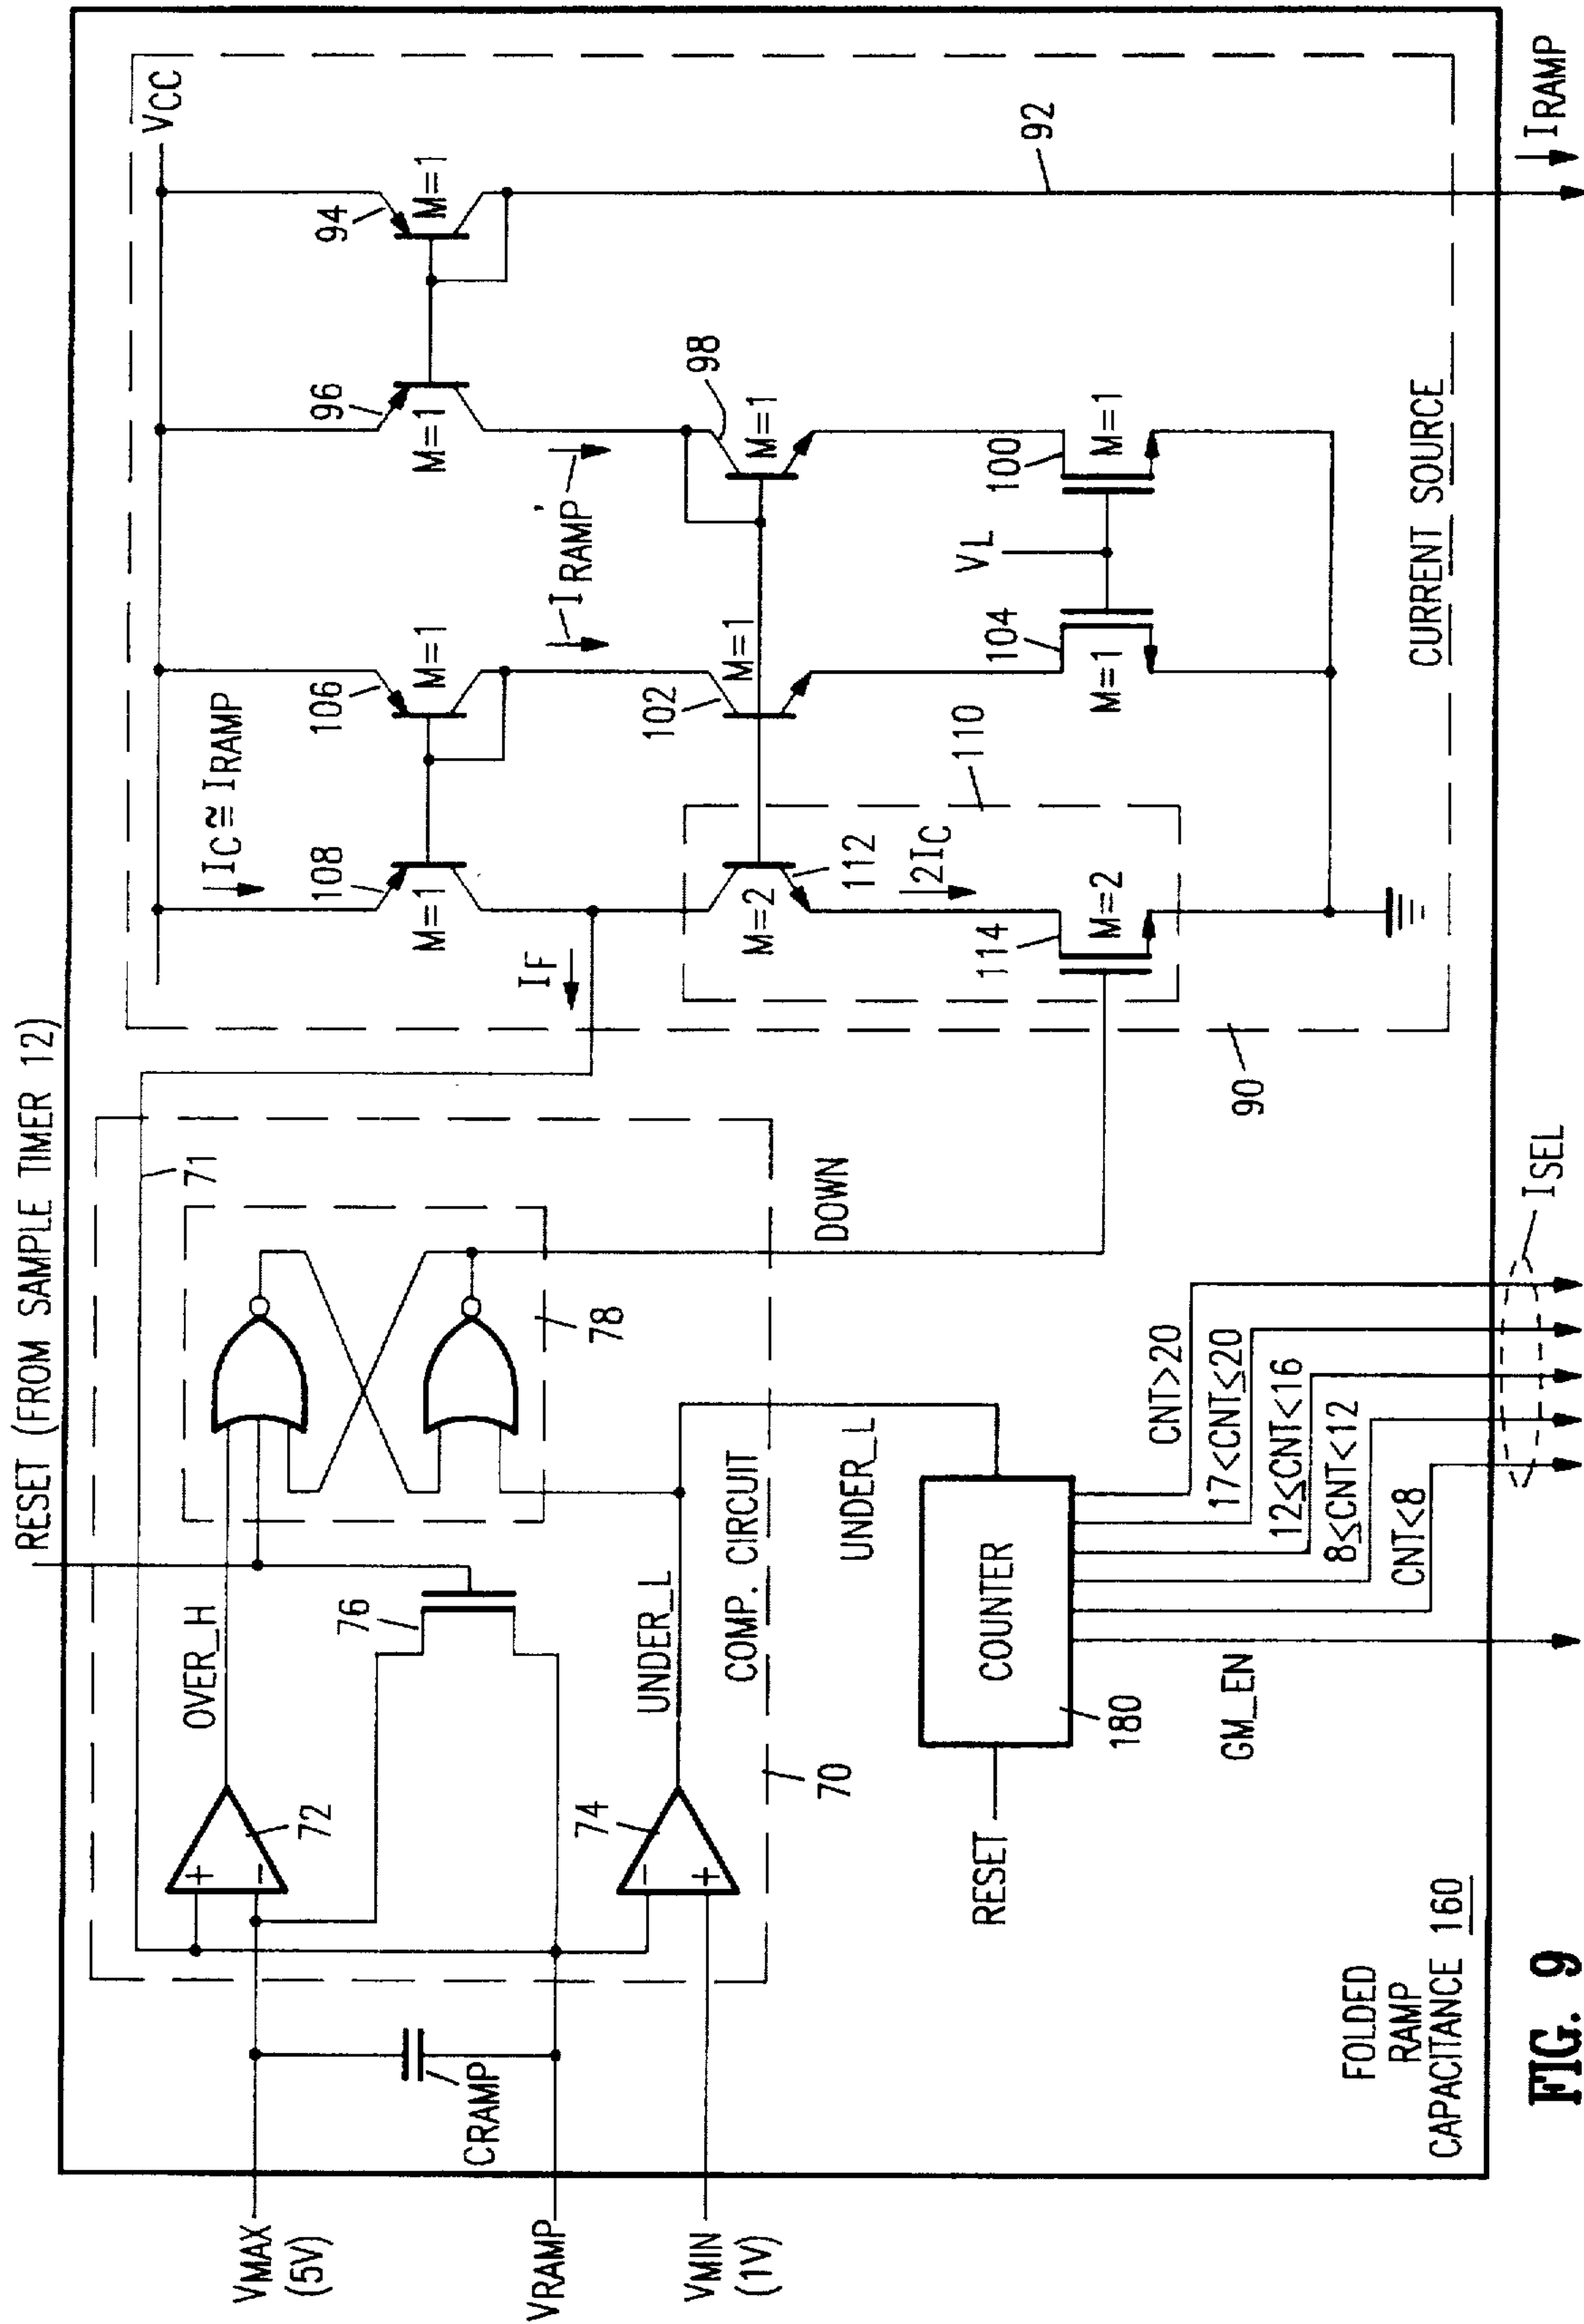 RESET (FROM SAMPLE TIMER 12)
VMAX
(5V)
VRAMP
VMIN
(1V)
CRAMP
72
OVER_H
76
74
UNDER_L
COMP. CIRCUIT
70
78
71
DOWN
UNDER_L
RESET
COUNTER
180
GM_EN
CNT>20
17<CNT≤20
12≤CNT<16
8≤CNT<12
CNT<8
ISEL
90
VCC
IC≅IRAMP
108
M=1
106
M=1
96
M=1
94
M=1
IF
IRAMP'
92
M=2
112
102
M=1
98
M=1
110
2IC
114
M=2
104
M=1
VL
100
M=1
CURRENT SOURCE
IRAMP
FOLDED
RAMP
CAPACITANCE 160
FIG. 9